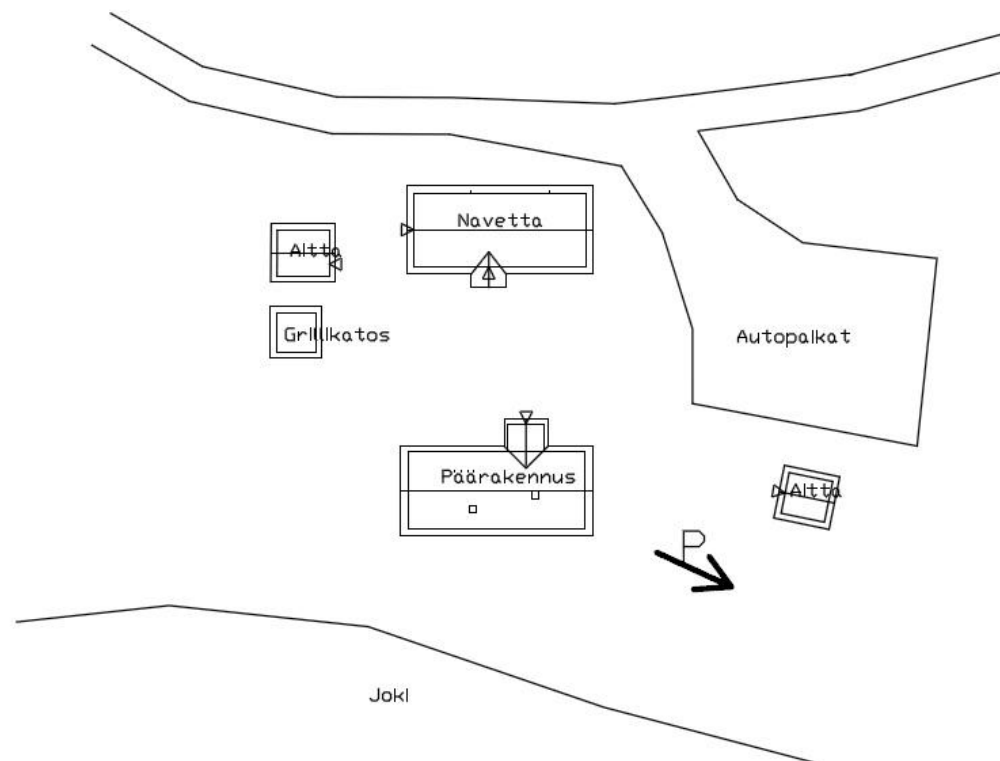 Navetta
Aitta
Grillikatos
Autopaikat
Päärakennus
Aitta
P
Joki